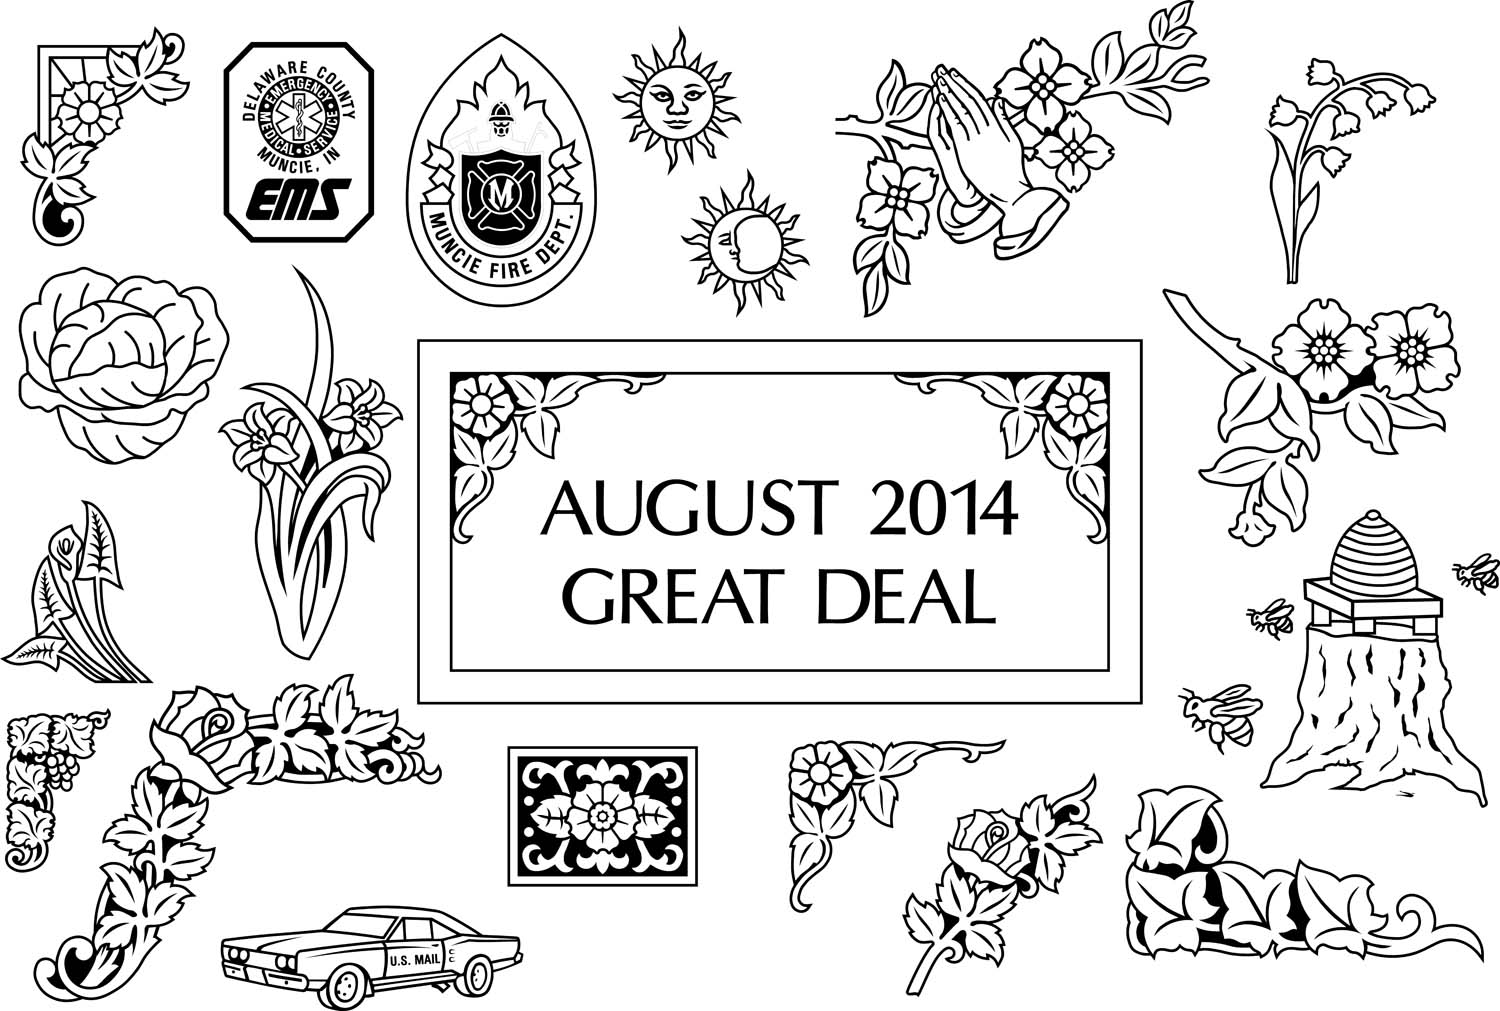 DELAWARE COUNTY
EMERGENCY
MEDICAL • SERVICE
MUNCIE, IN
EMS
M
MUNCIE FIRE DEPT.
AUGUST 2014
GREAT DEAL
U.S. MAIL